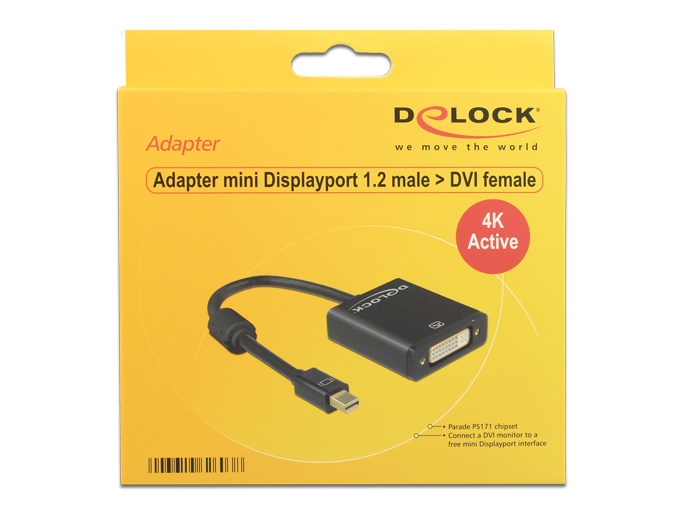 DeLOCK®
we move the world
Adapter
Adapter mini Displayport 1.2 male > DVI female
4K
Active
DeLOCK
• Parade PS171 chipset
• Connect a DVI monitor to a
free mini Displayport interface